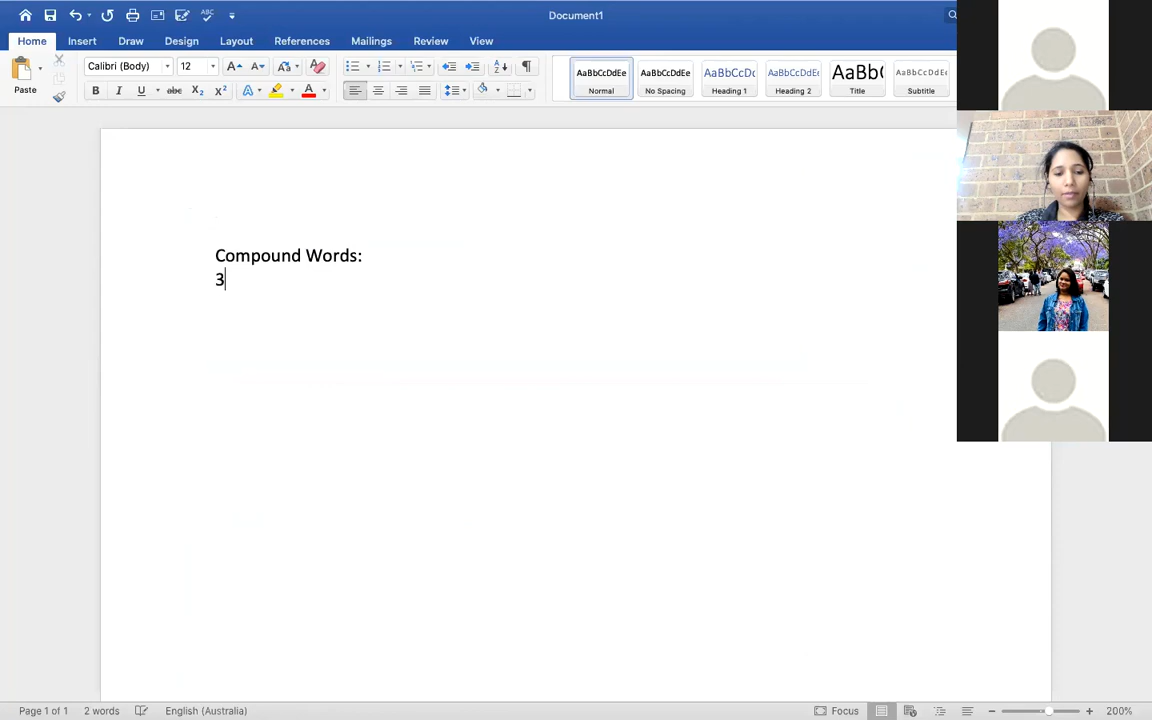 Document1
Home Insert Draw Design Layout References Mailings Review View
Calibri (Body) 12
Paste
AaBbCcDdEe AaBbCcDdEe AaBbCcDc AaBbCcDdEe AaBb( AaBbCcDdEe
Normal No Spacing Heading 1 Heading 2 Title Subtitle
Compound Words:
3
Page 1 of 1 2 words English (Australia) Focus 200%